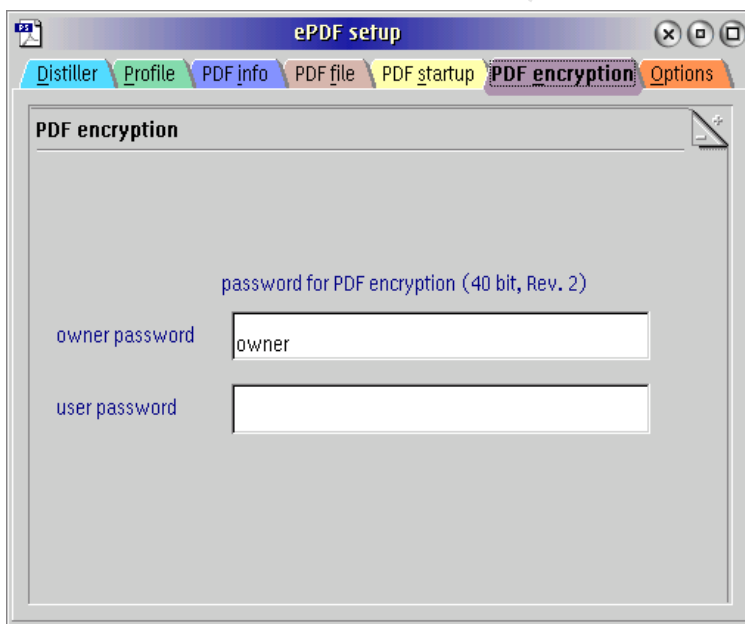 PS
ePDF setup
Distiller Profile PDF info PDF file PDF startup PDF encryption Options
PDF encryption
password for PDF encryption (40 bit, Rev. 2)
owner password owner
user password